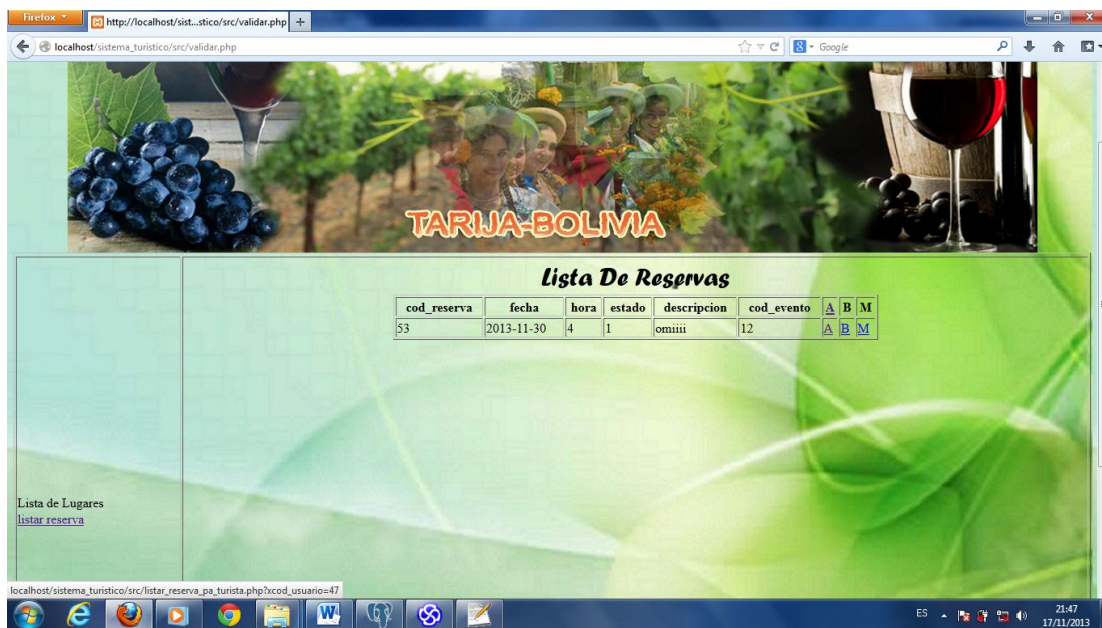 Firefox
http://localhost/sist...stico/src/validar.php
localhost/sistema_turistico/src/validar.php
Google
TARIJA-BOLIVIA
Lista De Reservas
cod_reserva fecha hora estado descripcion cod_evento A B M
53 2013-11-30 4 1 omiiii 12 A B M
Lista de Lugares
listar reserva
localhost/sistema_turistico/src/listar_reserva_pa_turista.php?xcod_usuario=47
ES
21:47
17/11/2013